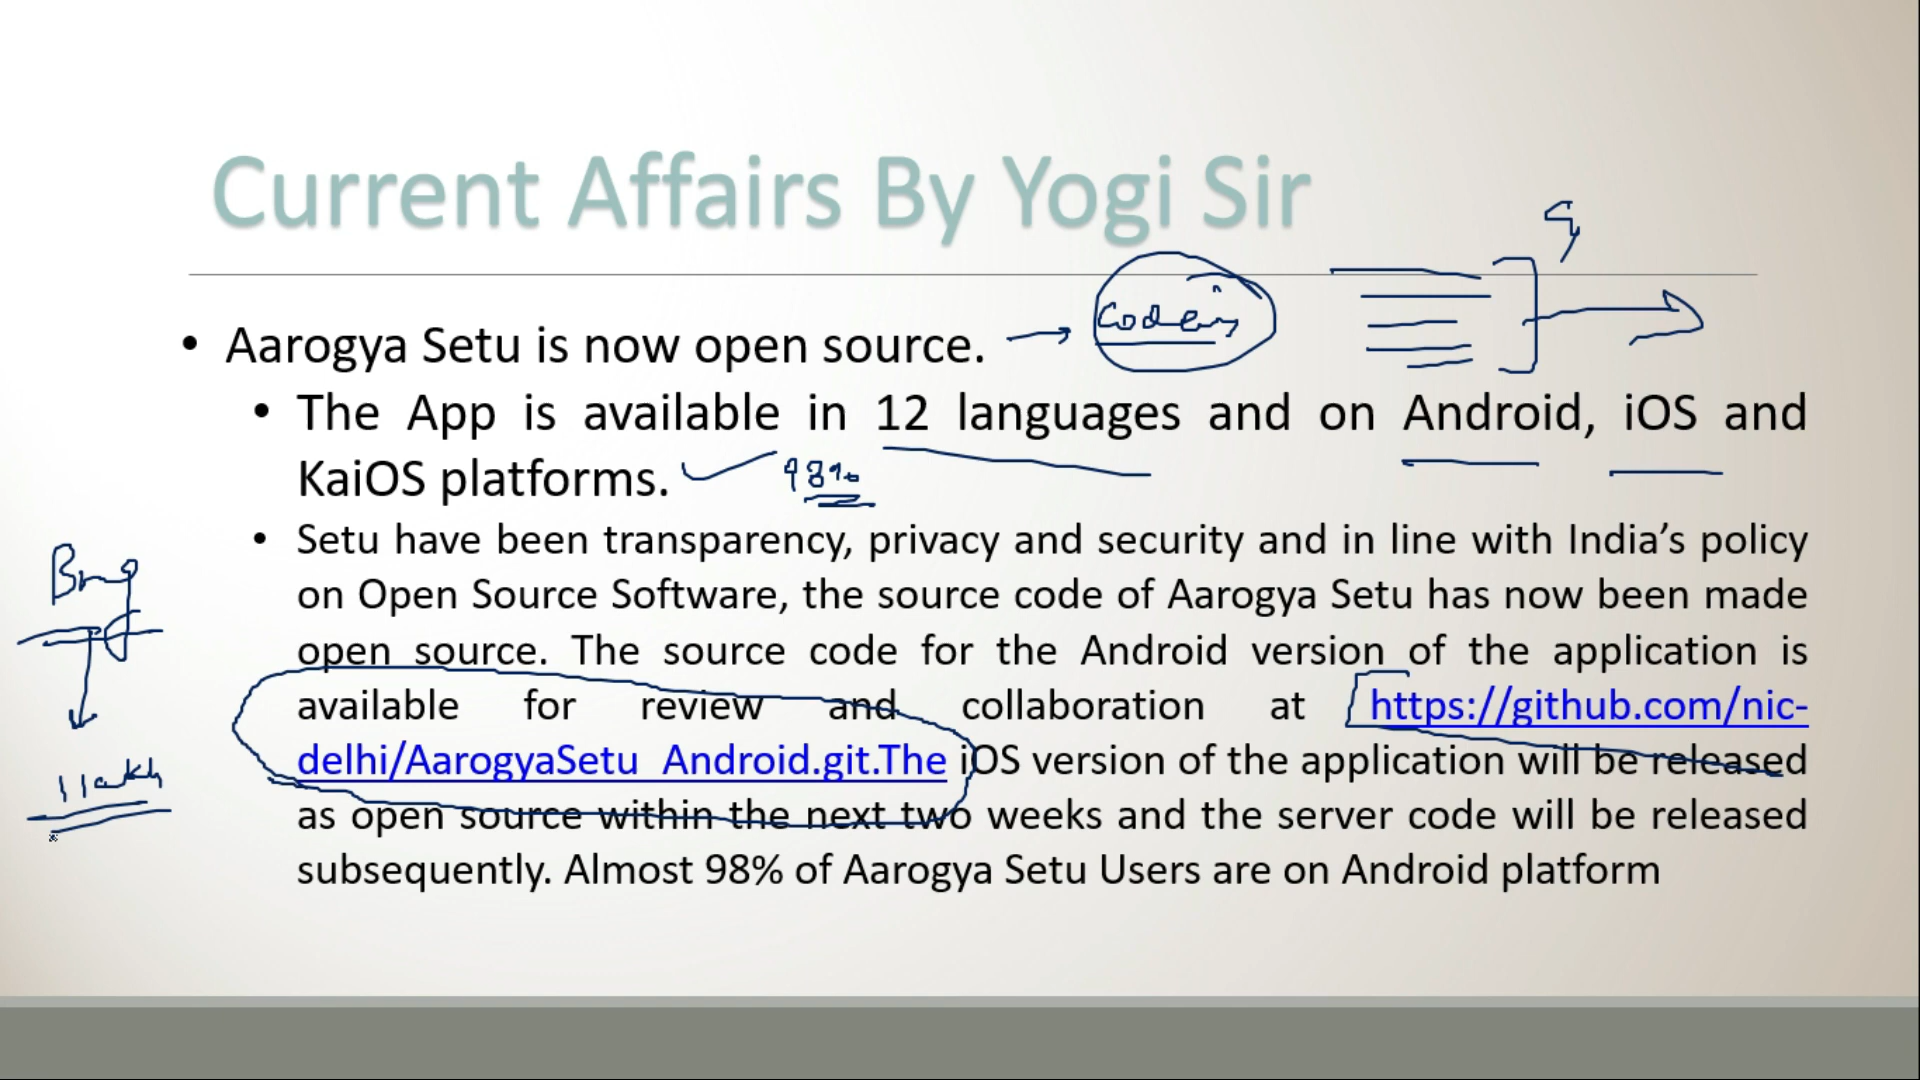 Current Affairs By Yogi Sir
• Aarogya Setu is now open source.
Coding
• The App is available in 12 languages and on Android, iOS and
KaiOS platforms.
98%
• Setu have been transparency, privacy and security and in line with India’s policy
on Open Source Software, the source code of Aarogya Setu has now been made
open source. The source code for the Android version of the application is
available for review and collaboration at https://github.com/nic-
delhi/AarogyaSetu_Android.git.The iOS version of the application will be released
as open source within the next two weeks and the server code will be released
subsequently. Almost 98% of Aarogya Setu Users are on Android platform
Bug
1 lakh